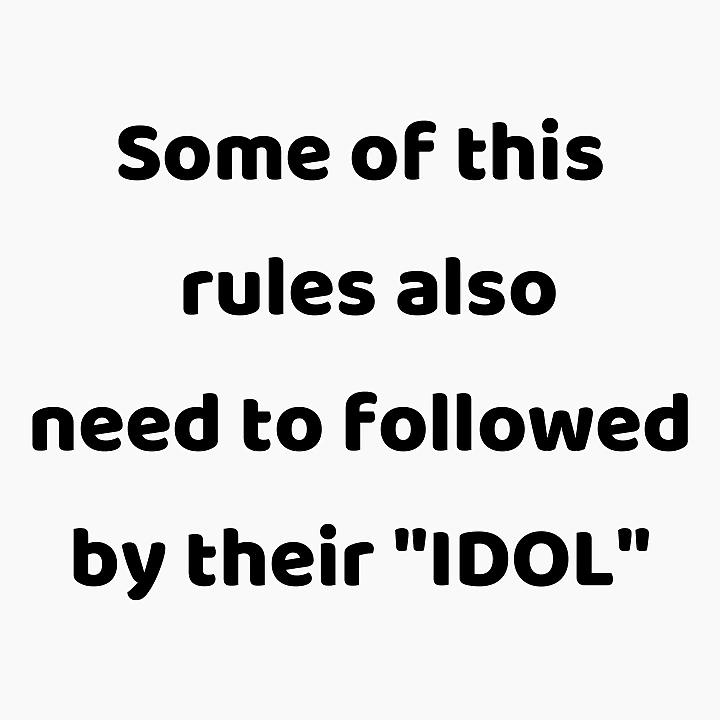 Some of this
rules also
need to followed
by their "IDOL"